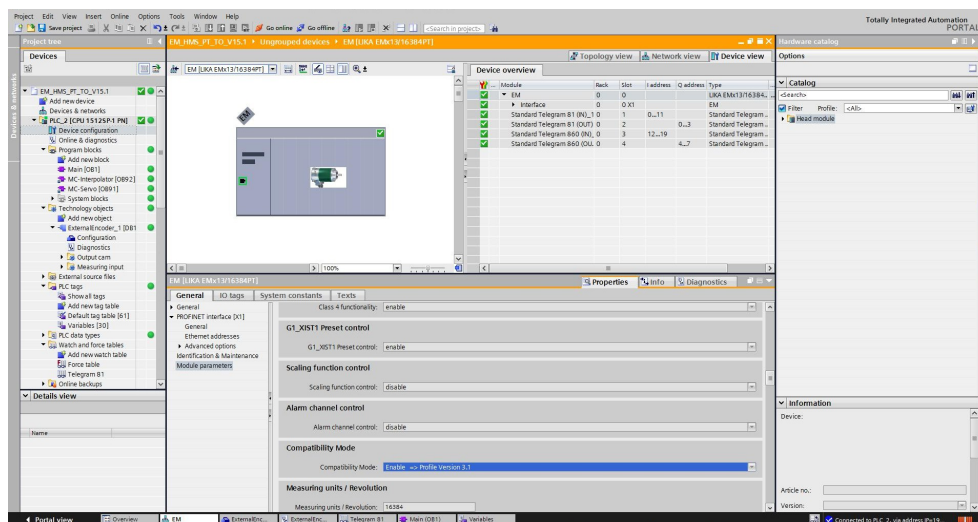 Project Edit View Insert Online Options Tools Window Help
Totally Integrated Automation
PORTAL
Save project
Go online
Go offline
<Search in project>
Project tree
EM_HMS_PT_TO_V15.1 › Ungrouped devices › EM [LIKA EMx13/16384PT]
Hardware catalog
Devices
Topology view
Network view
Device view
Options
EM [LIKA EMx13/16384PT]
Device overview
Catalog
<Search>
Filter
Profile: <All>
Head module
Module Rack Slot I address Q address Type
EM 0 0 LIKA EMx13/16384...
Interface 0 0 X1 EM
Standard Telegram 81 (IN)_1 0 1 0...11 Standard Telegram ...
Standard Telegram 81 (OUT) 0 2 0...3 Standard Telegram ...
Standard Telegram 860 (IN)_ 0 3 12...19 Standard Telegram ...
Standard Telegram 860 (OU.. 0 4 4...7 Standard Telegram ...
Devices & networks
EM_HMS_PT_TO_V15.1
Add new device
Devices & networks
PLC_2 [CPU 1512SP-1 PN]
Device configuration
Online & diagnostics
Program blocks
Add new block
Main [OB1]
MC-Interpolator [OB92]
MC-Servo [OB91]
System blocks
Technology objects
Add new object
ExternalEncoder_1 [DB1
Configuration
Diagnostics
Output cam
Measuring input
External source files
PLC tags
Show all tags
Add new tag table
Default tag table [61]
Variables [30]
PLC data types
Watch and force tables
Add new watch table
Force table
Telegram 81
Online backups
Details view
Name
EM
100%
EM [LIKA EMx13/16384PT]
Properties
Info
Diagnostics
General
IO tags
System constants
Texts
General
PROFINET interface [X1]
General
Ethernet addresses
Advanced options
Identification & Maintenance
Module parameters
Class 4 functionality: enable
G1_XIST1 Preset control
G1_XIST1 Preset control: enable
Scaling function control
Scaling function control: disable
Alarm channel control
Alarm channel control: disable
Compatibility Mode
Compatibility Mode: Enable => Profile Version 3.1
Measuring units / Revolution
Measuring units / Revolution: 16384
Information
Device:
Article no.:
Version:
Portal view
Overview
EM
ExternalEnc...
ExternalEnc...
Telegram 81
Main (OB1)
Variables
Connected to PLC_2, via address IP=19...